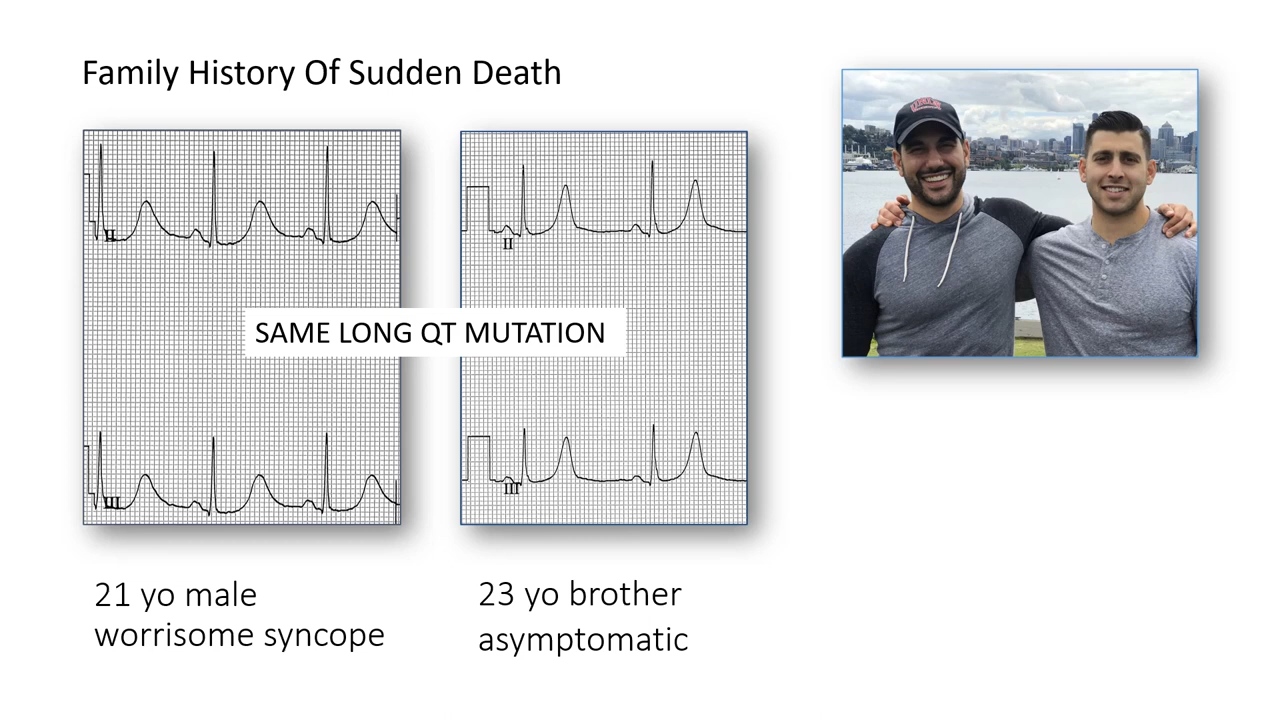 Family History Of Sudden Death
II
II
SAME LONG QT MUTATION
III
III
21 yo male
worrisome syncope
23 yo brother
asymptomatic